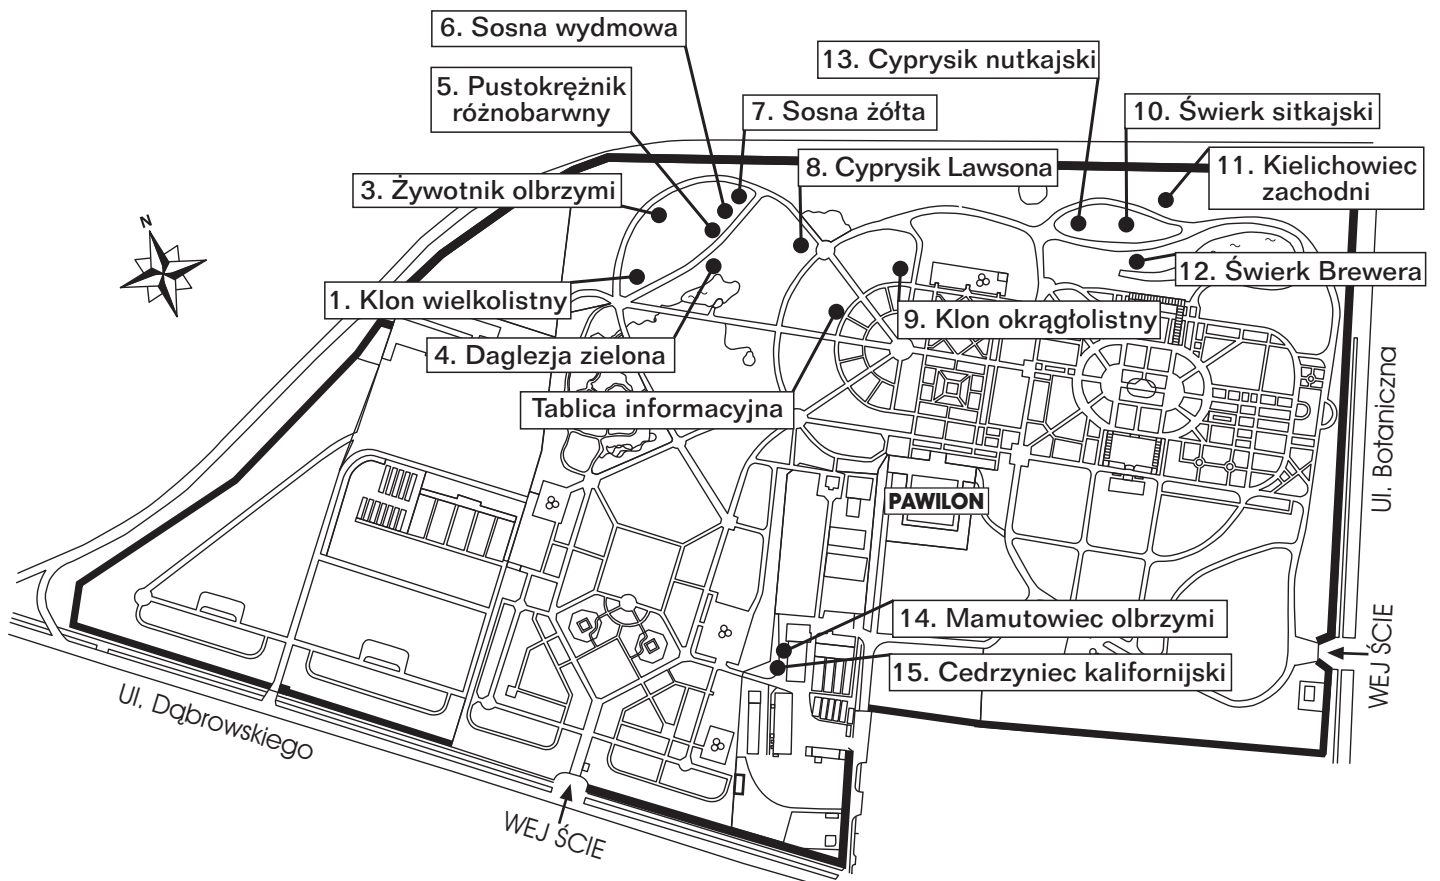 6. Sosna wydmowa
13. Cyprysik nutkajski
5. Pustokrężnik
różnobarwny
7. Sosna żółta
10. Świerk sitkajski
8. Cyprysik Lawsona
11. Kielichowiec
zachodni
3. Żywotnik olbrzymi
N
12. Świerk Brewera
1. Klon wielkolistny
9. Klon okrągłolistny
4. Daglezja zielona
Tablica informacyjna
Ul. Botaniczna
PAWILON
14. Mamutowiec olbrzymi
15. Cedrzyniec kalifornijski
WEJ ŚCIE
Ul. Dąbrowskiego
WEJ ŚCIE